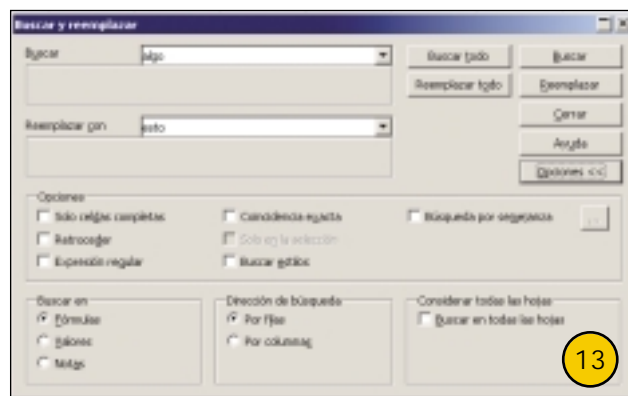 Buscar y reemplazar
Buscar algo
Buscar todo Buscar
Reemplazar todo Reemplazar
Reemplazar con esto
Cerrar
Ayuda
Opciones <<
Opciones
Solo celdas completas Coincidencia exacta Búsqueda por semejanza ...
Retroceder Solo en la selección
Expresión regular Buscar estilos
Buscar en Dirección de búsqueda Considerar todas las hojas
Fórmulas Por filas Buscar en todas las hojas
Valores Por columnas
Notas
13